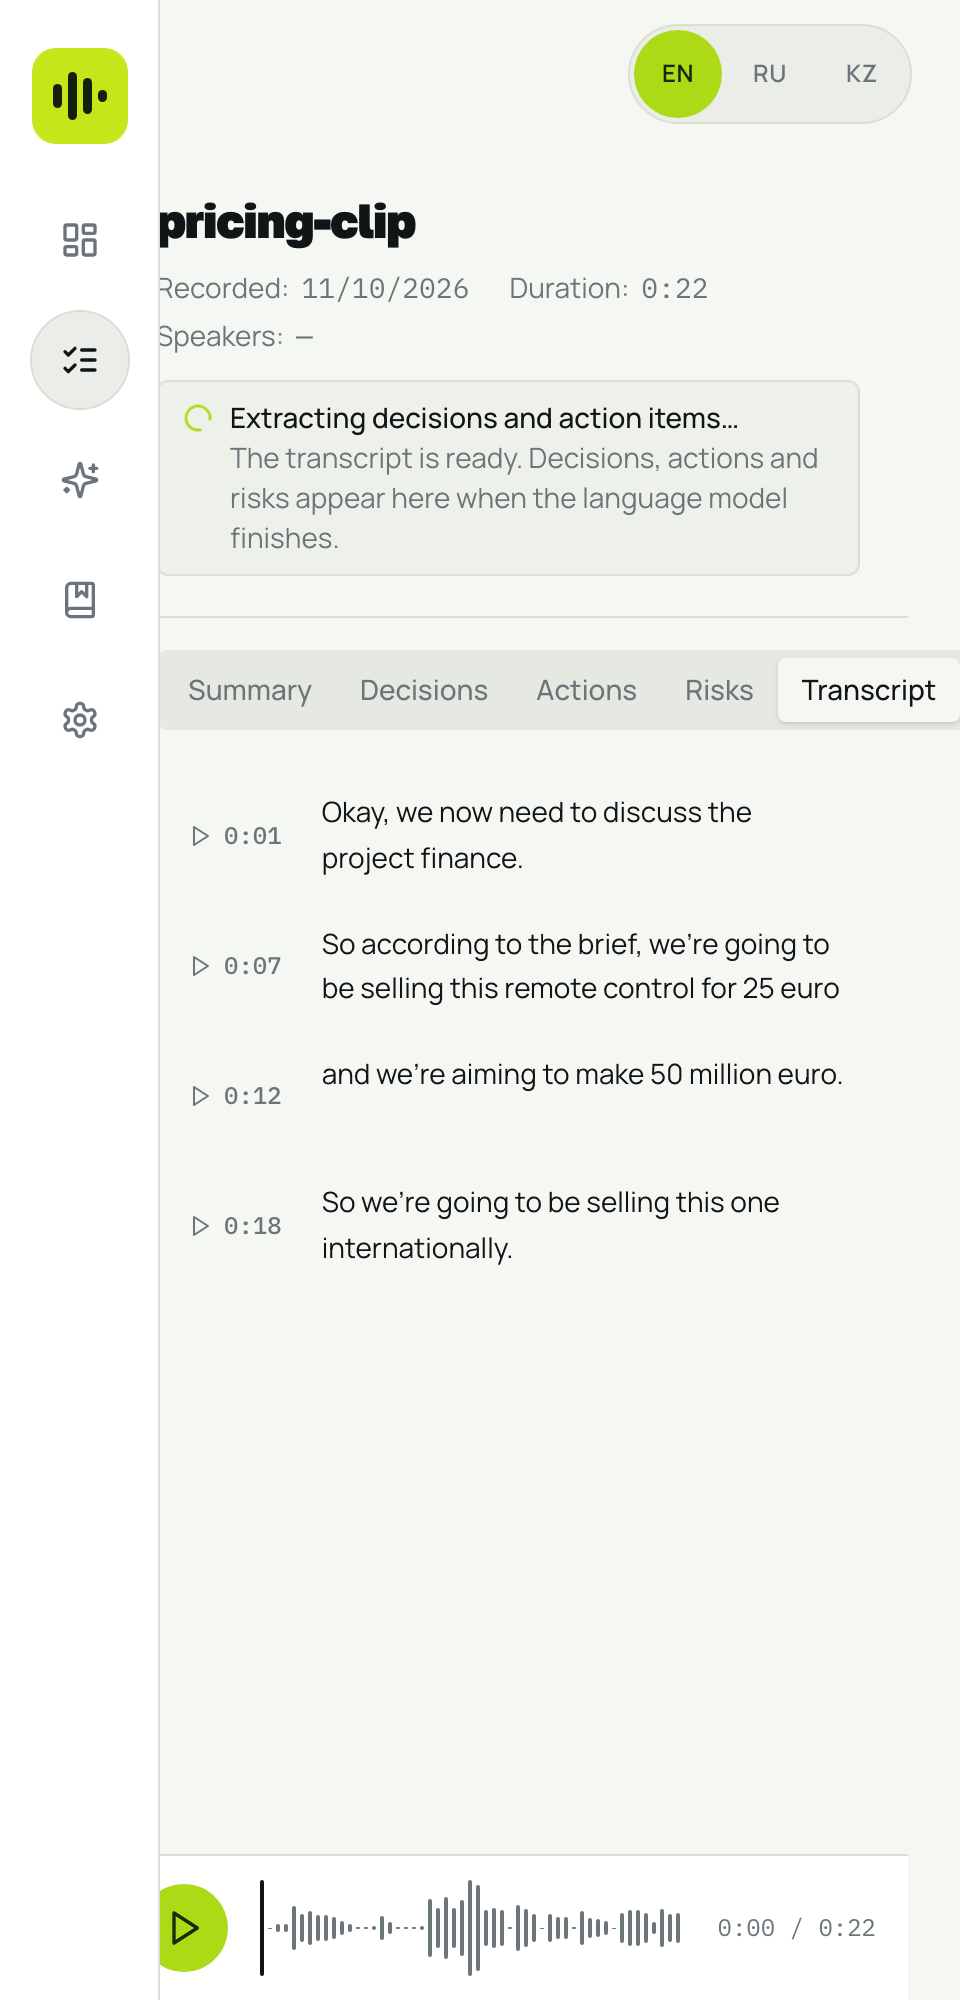 EN RU KZ
pricing-clip
Recorded: 11/10/2026 Duration: 0:22
Speakers: —
Extracting decisions and action items…
The transcript is ready. Decisions, actions and
risks appear here when the language model
finishes.
Summary Decisions Actions Risks Transcript
0:01 Okay, we now need to discuss the
project finance.
0:07 So according to the brief, we’re going to
be selling this remote control for 25 euro
0:12 and we’re aiming to make 50 million euro.
0:18 So we’re going to be selling this one
internationally.
0:00 / 0:22